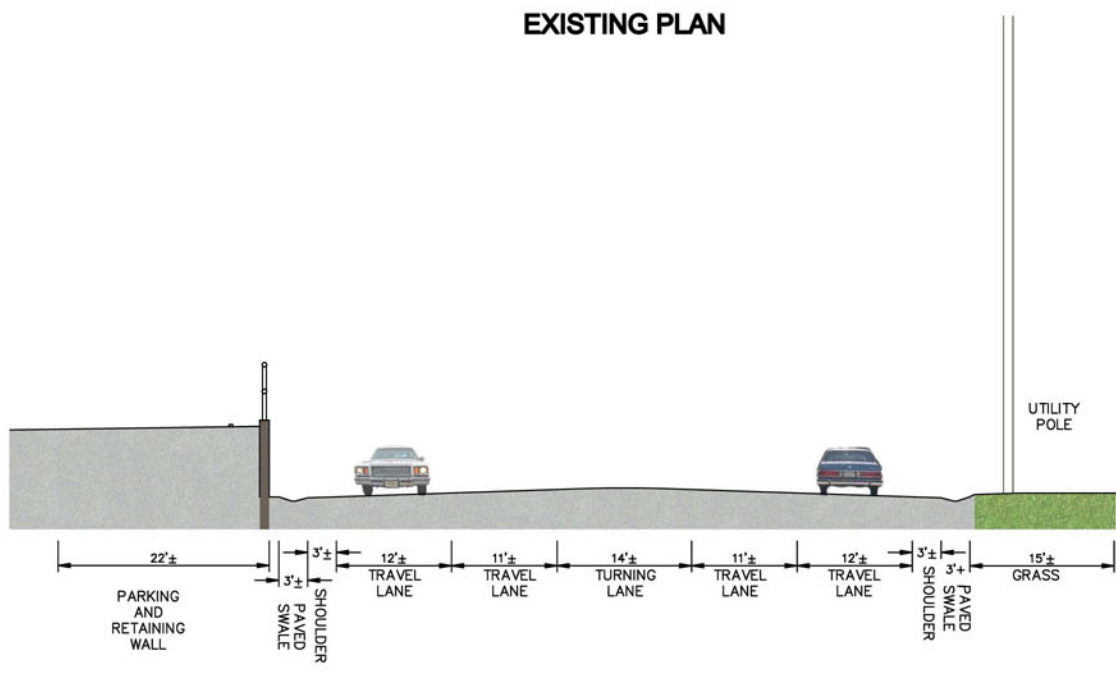 EXISTING PLAN
UTILITY
POLE
22'±
3'±
3'±
12'±
11'±
14'±
11'±
12'±
3'±
3'+
15'±
PARKING
AND
RETAINING
WALL
PAVED
SWALE
SHOULDER
TRAVEL
LANE
TRAVEL
LANE
TURNING
LANE
TRAVEL
LANE
TRAVEL
LANE
SHOULDER
PAVED
SWALE
GRASS